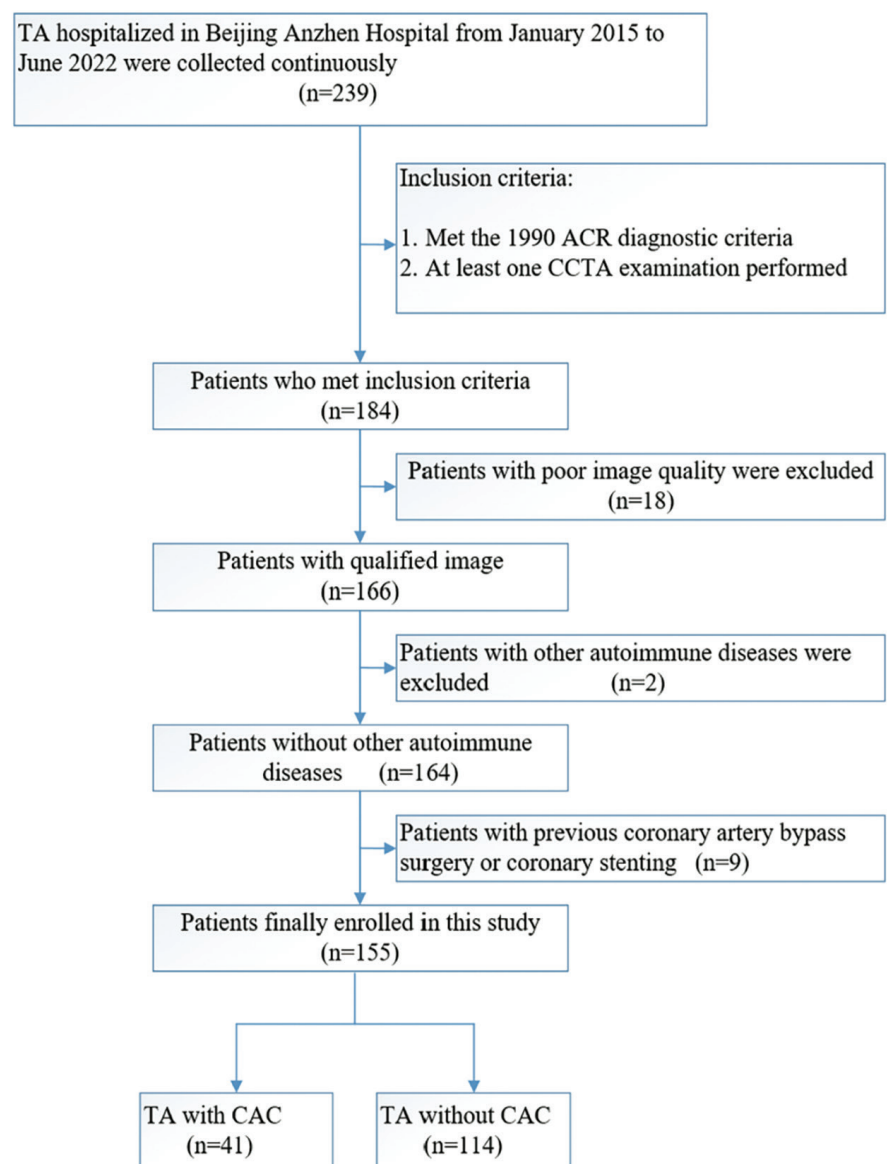 TA hospitalized in Beijing Anzhen Hospital from January 2015 to
June 2022 were collected continuously
(n=239)
Inclusion criteria:
1. Met the 1990 ACR diagnostic criteria
2. At least one CCTA examination performed
Patients who met inclusion criteria
(n=184)
Patients with poor image quality were excluded
(n=18)
Patients with qualified image
(n=166)
Patients with other autoimmune diseases were
excluded (n=2)
Patients without other autoimmune
diseases (n=164)
Patients with previous coronary artery bypass
surgery or coronary stenting (n=9)
Patients finally enrolled in this study
(n=155)
TA with CAC
(n=41)
TA without CAC
(n=114)